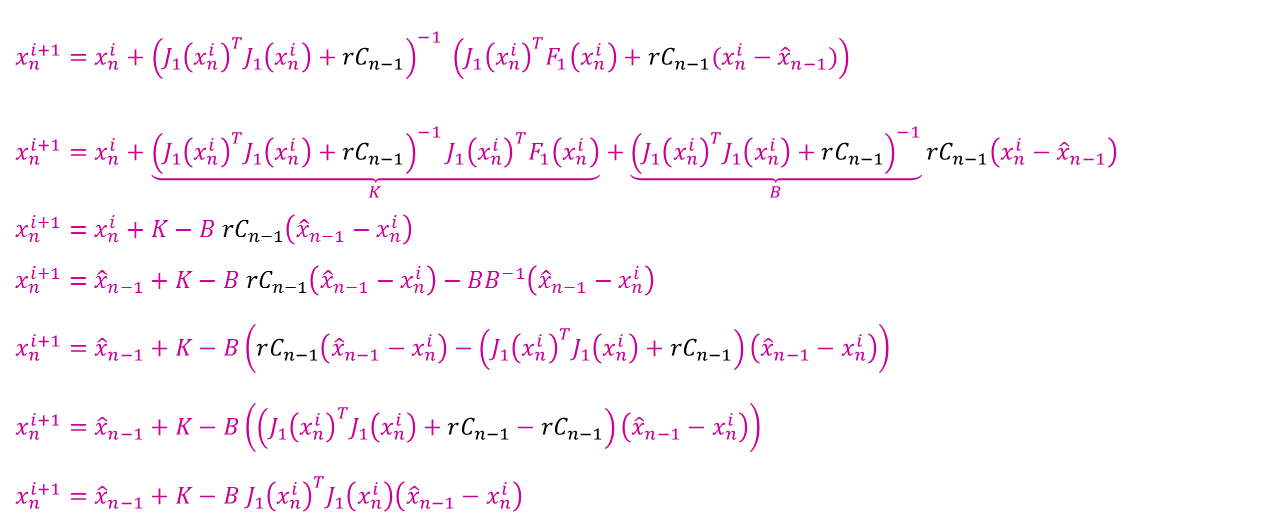 x_n^{i+1} = x_n^i + (J_1(x_n^i)^T J_1(x_n^i) + rC_{n-1})^{-1} (J_1(x_n^i)^T F_1(x_n^i) + rC_{n-1}(x_n^i − x̂_{n-1}))
x_n^{i+1} = x_n^i + (J_1(x_n^i)^T J_1(x_n^i) + rC_{n-1})^{-1} J_1(x_n^i)^T F_1(x_n^i) + (J_1(x_n^i)^T J_1(x_n^i) + rC_{n-1})^{-1} rC_{n-1}(x_n^i − x̂_{n-1})
K B
x_n^{i+1} = x_n^i + K − B rC_{n-1}(x̂_{n-1} − x_n^i)
x_n^{i+1} = x̂_{n-1} + K − B rC_{n-1}(x̂_{n-1} − x_n^i) − BB^{-1}(x̂_{n-1} − x_n^i)
x_n^{i+1} = x̂_{n-1} + K − B (rC_{n-1}(x̂_{n-1} − x_n^i) − (J_1(x_n^i)^T J_1(x_n^i) + rC_{n-1}) (x̂_{n-1} − x_n^i))
x_n^{i+1} = x̂_{n-1} + K − B ((J_1(x_n^i)^T J_1(x_n^i) + rC_{n-1} − rC_{n-1}) (x̂_{n-1} − x_n^i))
x_n^{i+1} = x̂_{n-1} + K − B J_1(x_n^i)^T J_1(x_n^i)(x̂_{n-1} − x_n^i)